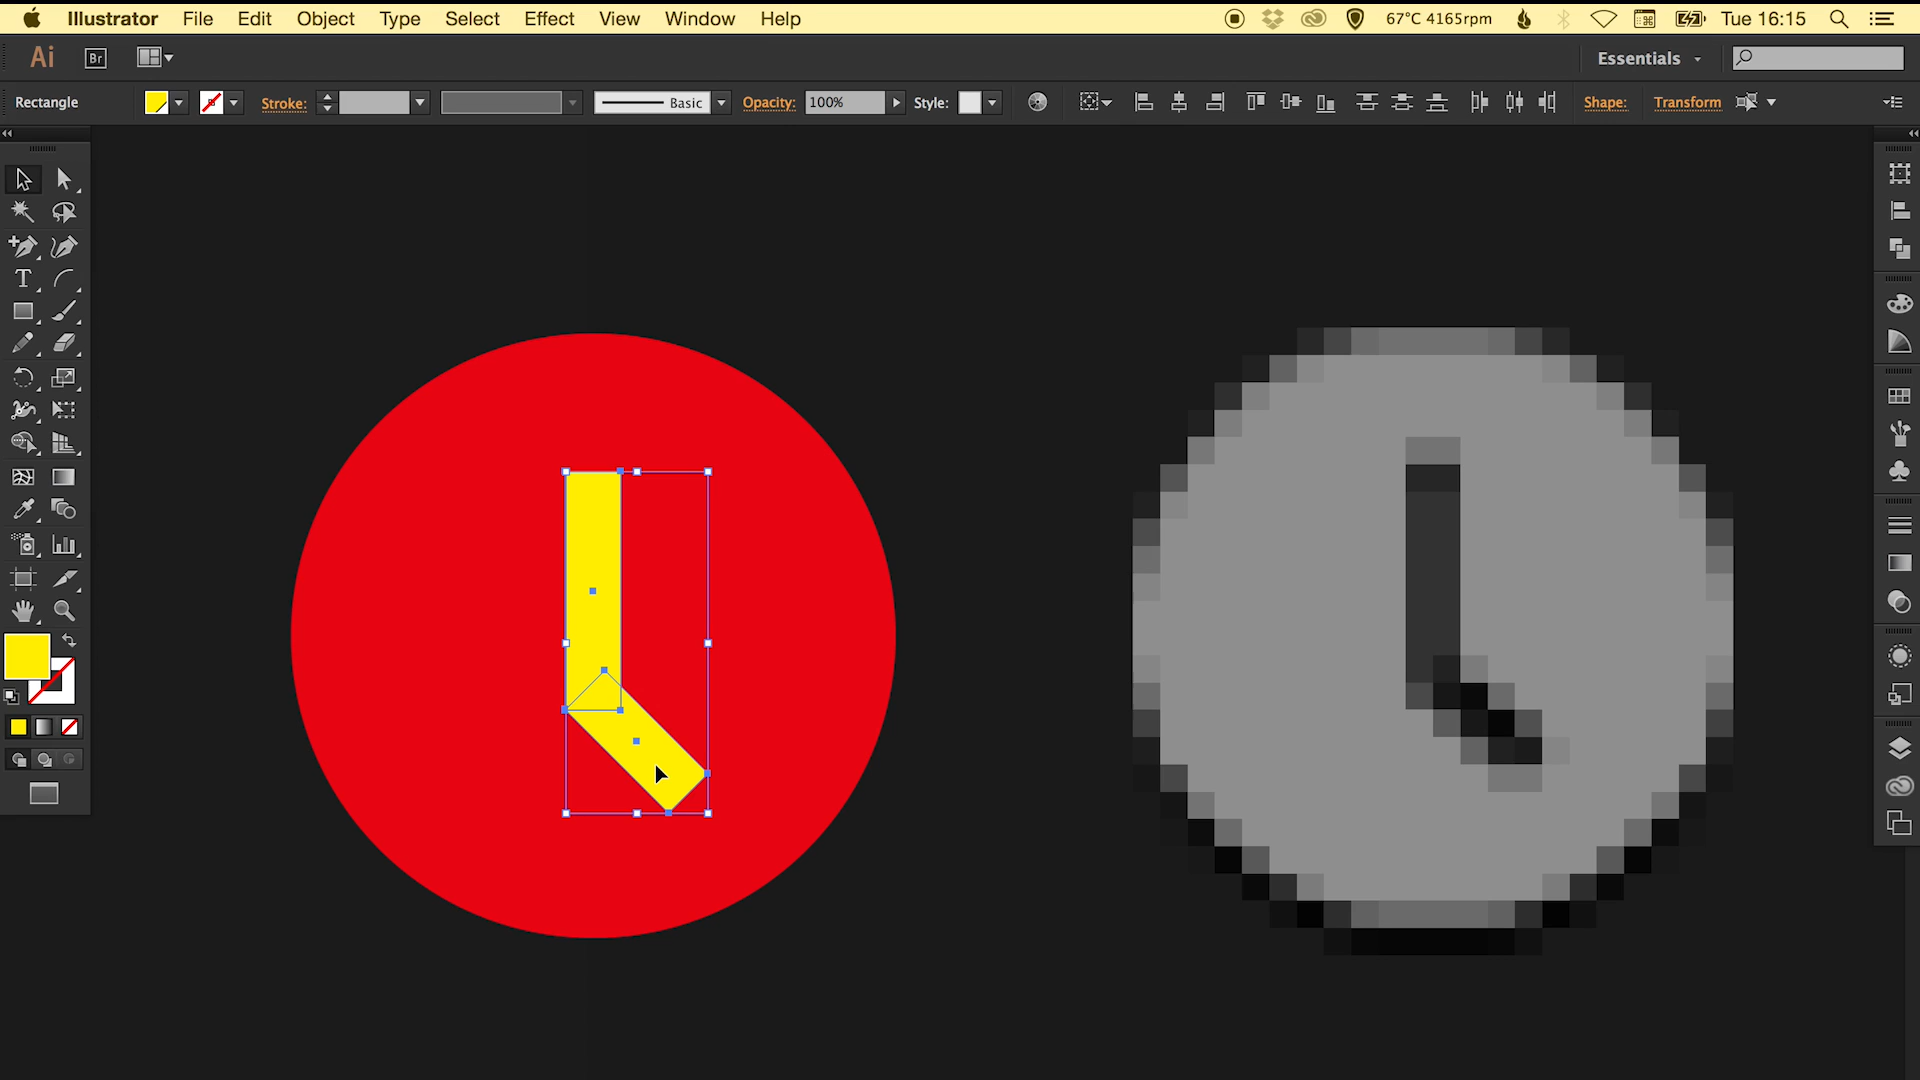 Illustrator File Edit Object Type Select Effect View Window Help 67°C 4165rpm Tue 16:15
Ai Br Essentials
Rectangle Stroke: Basic Opacity: 100% Style: Shape: Transform
T